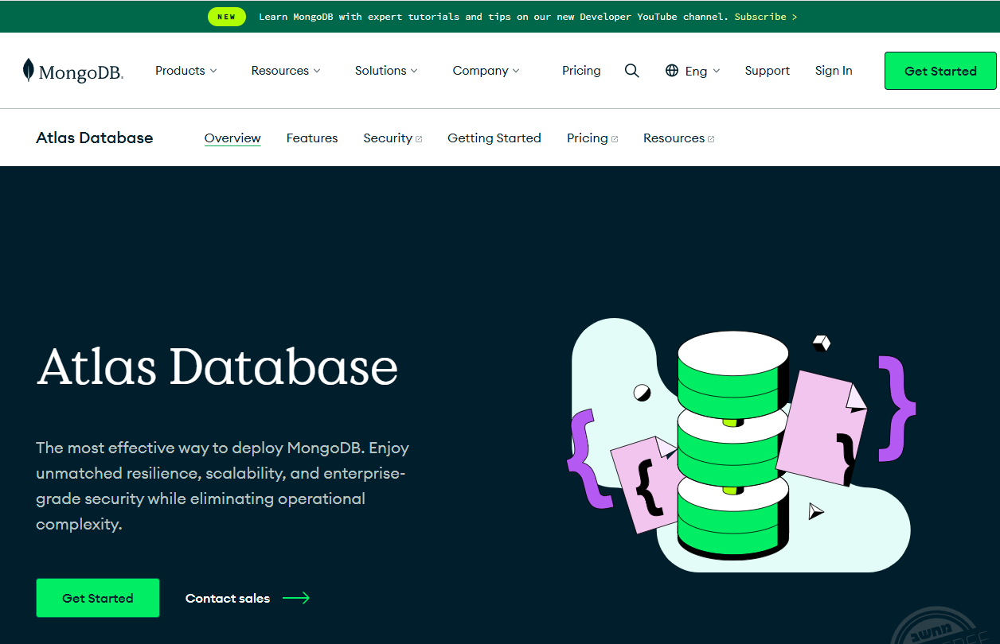 NEW Learn MongoDB with expert tutorials and tips on our new Developer YouTube channel. Subscribe >
MongoDB. Products Resources Solutions Company Pricing Eng Support Sign In Get Started
Atlas Database Overview Features Security Getting Started Pricing Resources
Atlas Database
The most effective way to deploy MongoDB. Enjoy
unmatched resilience, scalability, and enterprise-
grade security while eliminating operational
complexity.
Get Started Contact sales
{ { } }